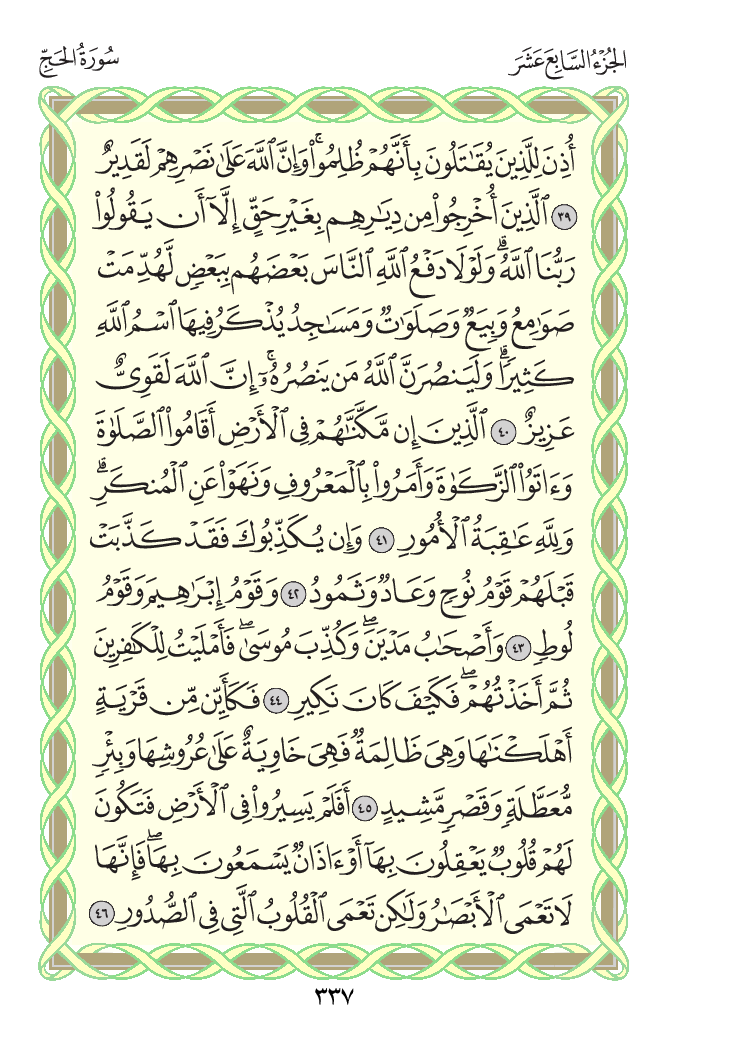 الجُزْءُ السَّابِعَ عَشَرَ
سُورَةُ الحَجِّ
أُذِنَ لِلَّذِينَ يُقَٰتَلُونَ بِأَنَّهُمْ ظُلِمُوا۟ۚ وَإِنَّ ٱللَّهَ عَلَىٰ نَصْرِهِمْ لَقَدِيرٌ
٣٩ ٱلَّذِينَ أُخْرِجُوا۟ مِن دِيَٰرِهِم بِغَيْرِ حَقٍّ إِلَّآ أَن يَقُولُوا۟
رَبُّنَا ٱللَّهُۗ وَلَوْلَا دَفْعُ ٱللَّهِ ٱلنَّاسَ بَعْضَهُم بِبَعْضٍ لَّهُدِّمَتْ
صَوَٰمِعُ وَبِيَعٌ وَصَلَوَٰتٌ وَمَسَٰجِدُ يُذْكَرُ فِيهَا ٱسْمُ ٱللَّهِ
كَثِيرًاۗ وَلَيَنصُرَنَّ ٱللَّهُ مَن يَنصُرُهُۥٓۚ إِنَّ ٱللَّهَ لَقَوِىٌّ
عَزِيزٌ ٤٠ ٱلَّذِينَ إِن مَّكَّنَّٰهُمْ فِى ٱلْأَرْضِ أَقَامُوا۟ ٱلصَّلَوٰةَ
وَءَاتَوُا۟ ٱلزَّكَوٰةَ وَأَمَرُوا۟ بِٱلْمَعْرُوفِ وَنَهَوْا۟ عَنِ ٱلْمُنكَرِۗ
وَلِلَّهِ عَٰقِبَةُ ٱلْأُمُورِ ٤١ وَإِن يُكَذِّبُوكَ فَقَدْ كَذَّبَتْ
قَبْلَهُمْ قَوْمُ نُوحٍ وَعَادٌ وَثَمُودُ ٤٢ وَقَوْمُ إِبْرَٰهِيمَ وَقَوْمُ
لُوطٍ ٤٣ وَأَصْحَٰبُ مَدْيَنَۖ وَكُذِّبَ مُوسَىٰۖ فَأَمْلَيْتُ لِلْكَٰفِرِينَ
ثُمَّ أَخَذْتُهُمْۖ فَكَيْفَ كَانَ نَكِيرِ ٤٤ فَكَأَيِّن مِّن قَرْيَةٍ
أَهْلَكْنَٰهَا وَهِىَ ظَالِمَةٌ فَهِىَ خَاوِيَةٌ عَلَىٰ عُرُوشِهَا وَبِئْرٍ
مُّعَطَّلَةٍ وَقَصْرٍ مَّشِيدٍ ٤٥ أَفَلَمْ يَسِيرُوا۟ فِى ٱلْأَرْضِ فَتَكُونَ
لَهُمْ قُلُوبٌ يَعْقِلُونَ بِهَآ أَوْ ءَاذَانٌ يَسْمَعُونَ بِهَاۖ فَإِنَّهَا
لَا تَعْمَى ٱلْأَبْصَٰرُ وَلَٰكِن تَعْمَى ٱلْقُلُوبُ ٱلَّتِى فِى ٱلصُّدُورِ ٤٦
٣٣٧